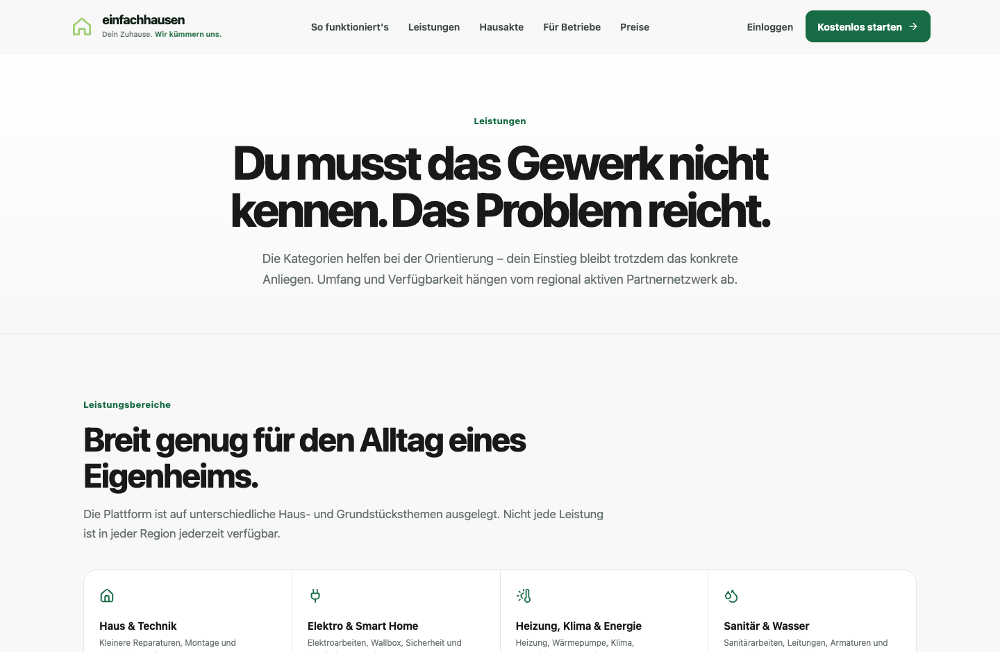 einfachhausen
Dein Zuhause. Wir kümmern uns.
So funktioniert's
Leistungen
Hausakte
Für Betriebe
Preise
Einloggen
Kostenlos starten
Leistungen
Du musst das Gewerk nicht
kennen. Das Problem reicht.
Die Kategorien helfen bei der Orientierung – dein Einstieg bleibt trotzdem das konkrete
Anliegen. Umfang und Verfügbarkeit hängen vom regional aktiven Partnernetzwerk ab.
Leistungsbereiche
Breit genug für den Alltag eines
Eigenheims.
Die Plattform ist auf unterschiedliche Haus- und Grundstücksthemen ausgelegt. Nicht jede Leistung
ist in jeder Region jederzeit verfügbar.
Haus & Technik
Kleinere Reparaturen, Montage und
Elektro & Smart Home
Elektroarbeiten, Wallbox, Sicherheit und
Heizung, Klima & Energie
Heizung, Wärmepumpe, Klima,
Sanitär & Wasser
Sanitärarbeiten, Leitungen, Armaturen und